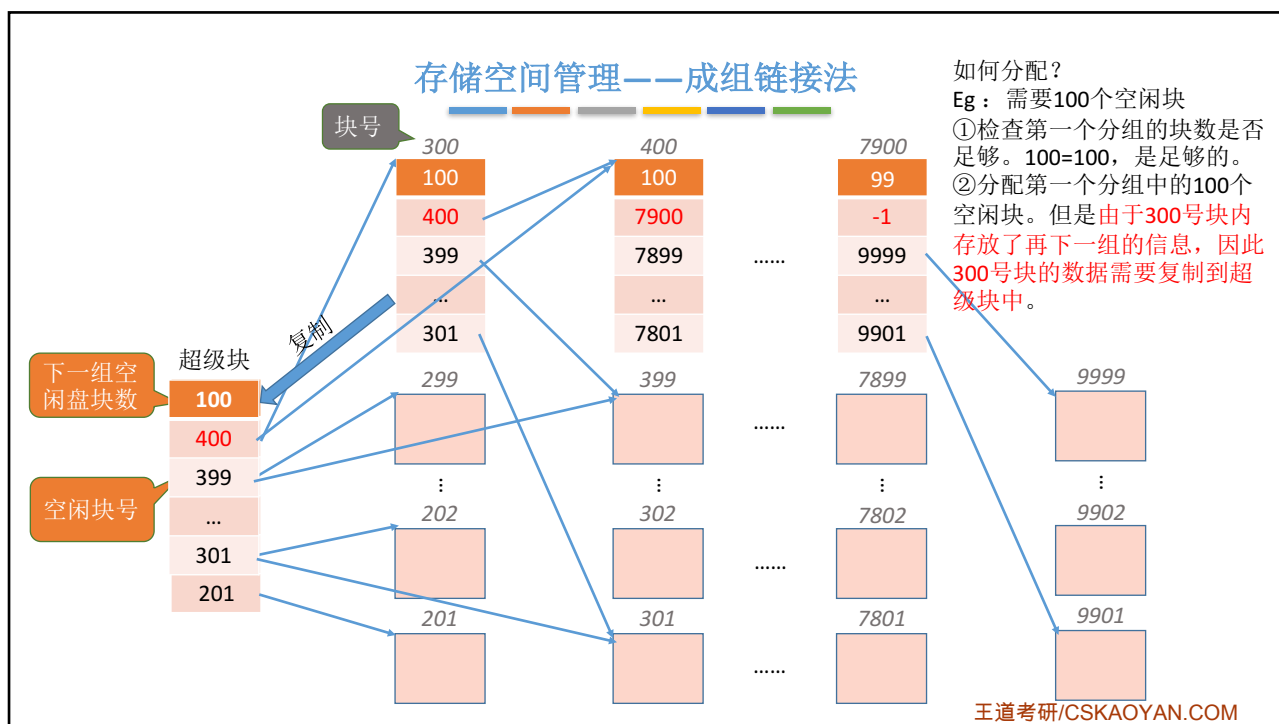 存储空间管理——成组链接法
如何分配？
Eg：需要100个空闲块
①检查第一个分组的块数是否
足够。100=100，是足够的。
②分配第一个分组中的100个
空闲块。但是由于300号块内
存放了再下一组的信息，因此
300号块的数据需要复制到超
级块中。
块号
300
400
7900
100
100
99
400
7900
-1
399
7899
……
9999
...
...
...
301
7801
9901
复制
超级块
下一组空
闲盘块数
100
400
空闲块号
399
...
301
201
299
399
7899
9999
……
...
...
...
...
202
302
7802
9902
……
201
301
7801
9901
……
王道考研/CSKAOYAN.COM